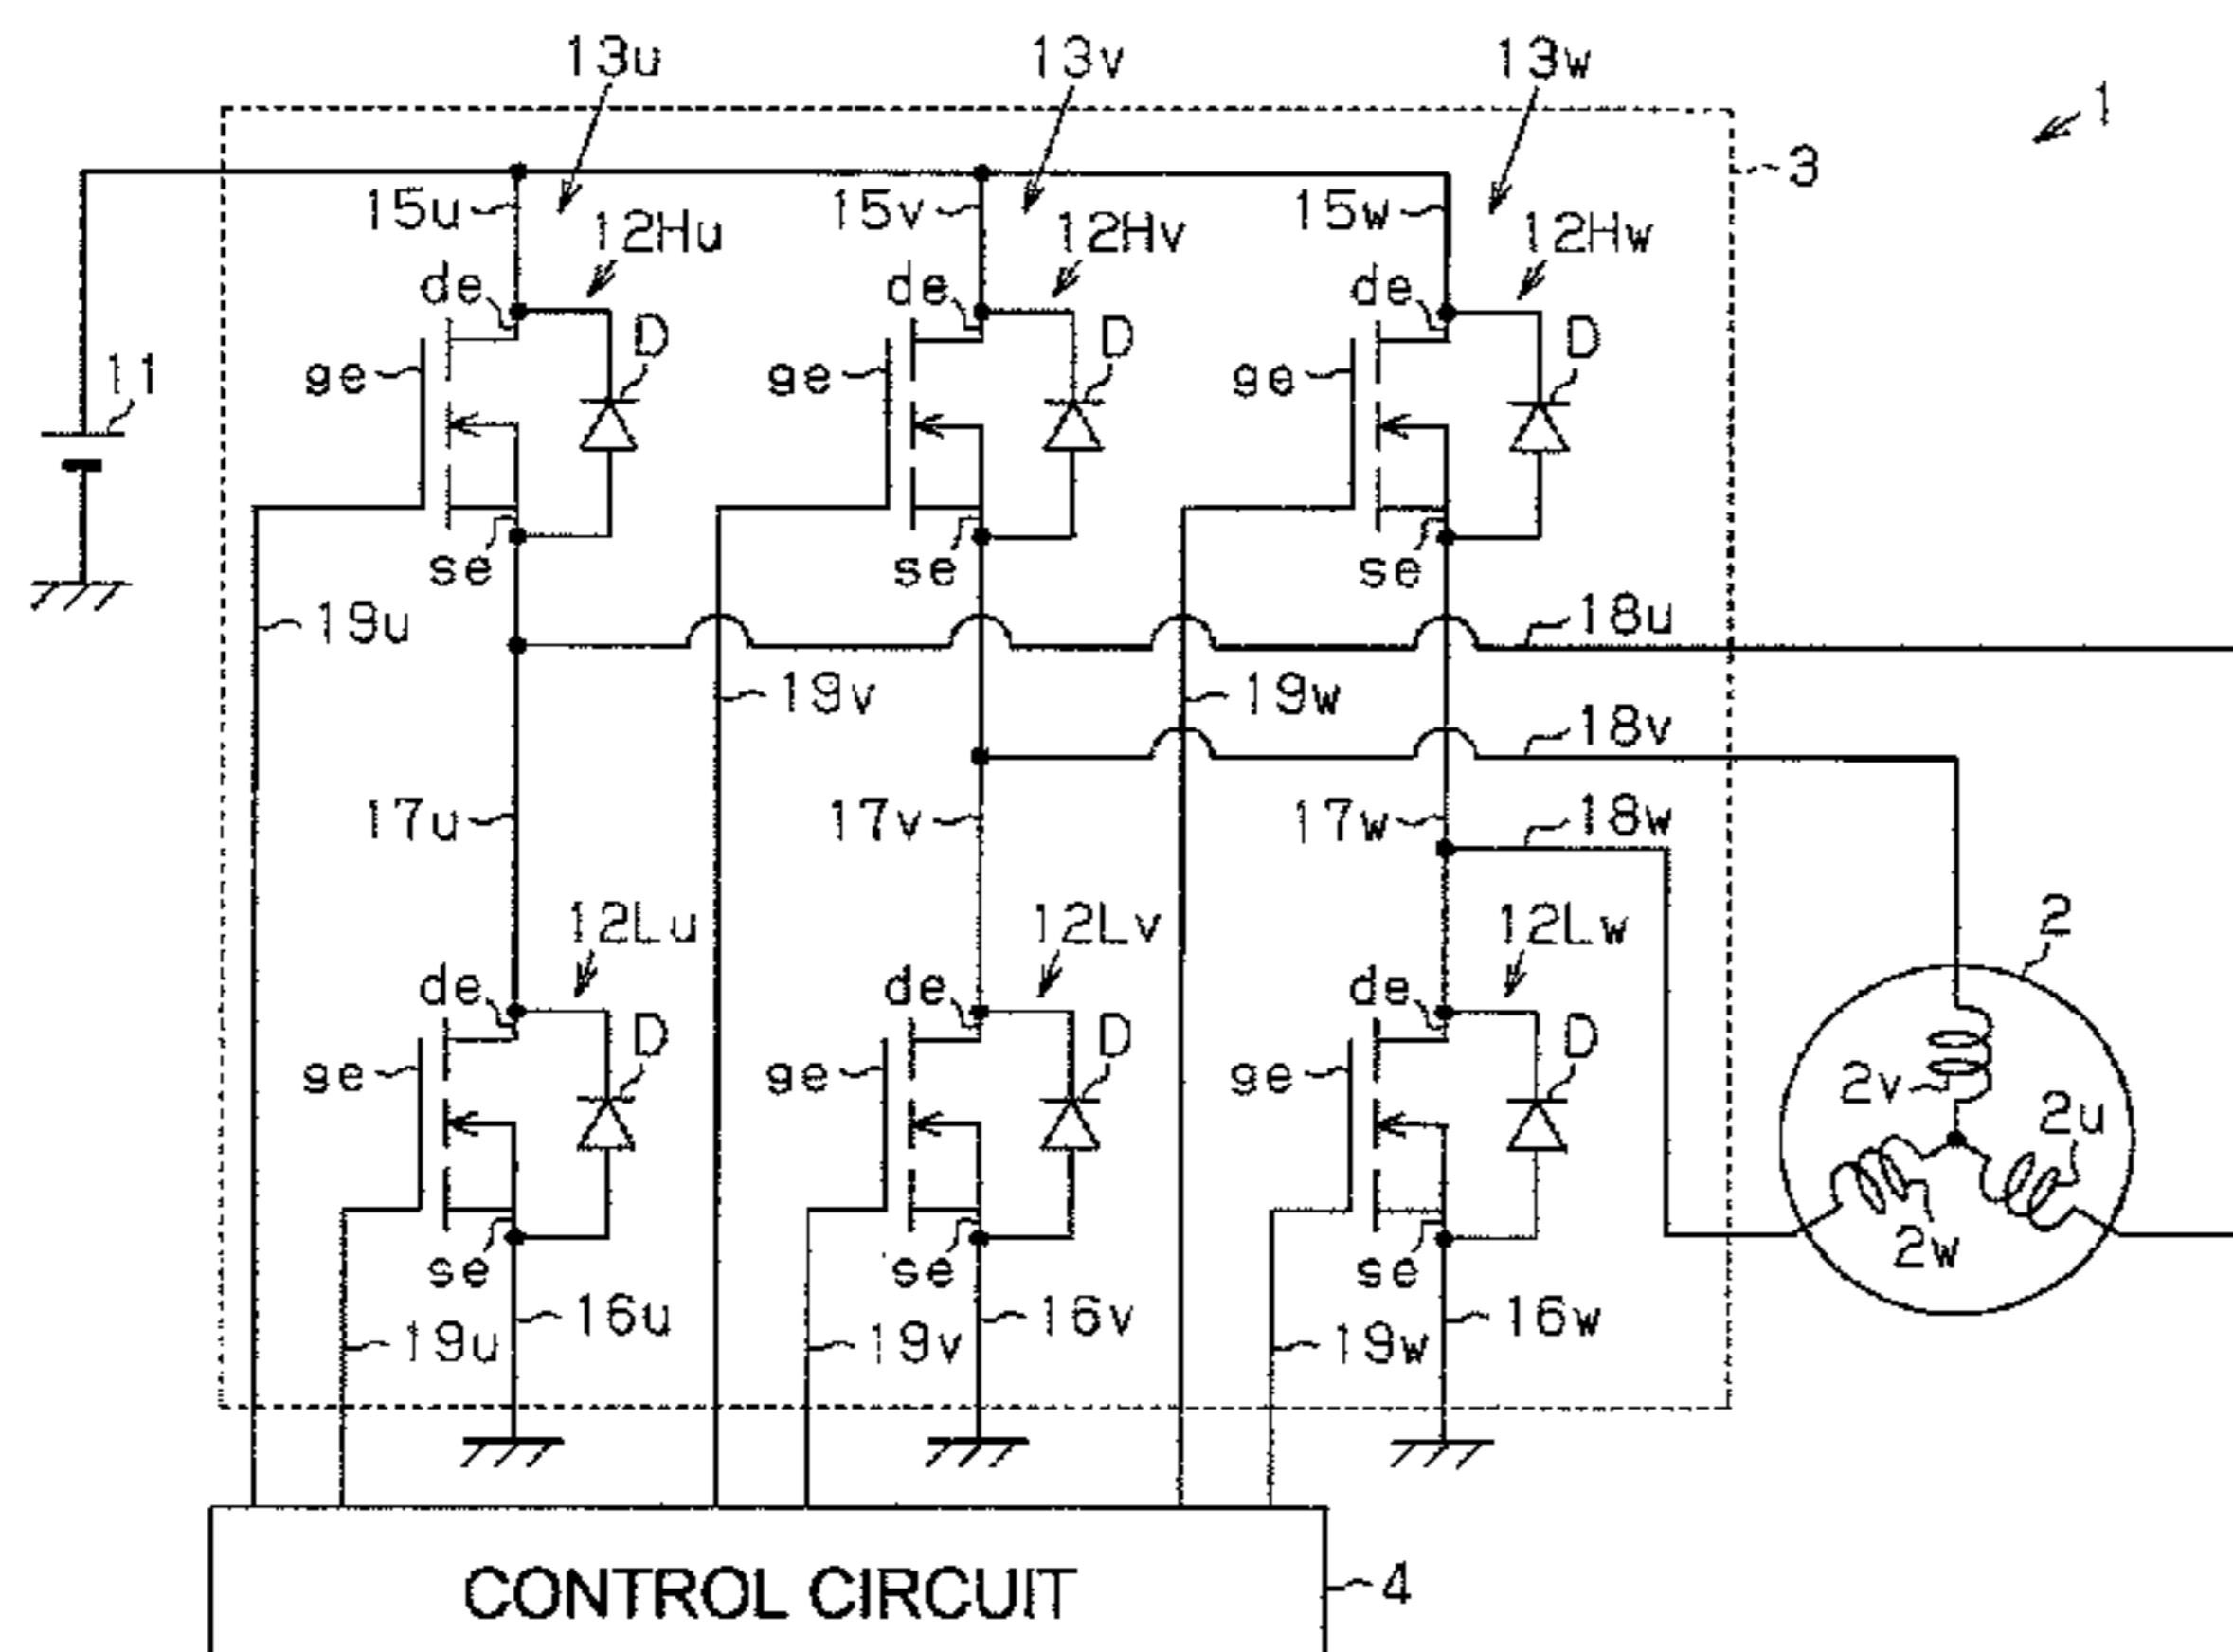 13u 13v 13w
1
3
15u 15v 15w
12Hu 12Hv 12Hw
de de de
D D D
11
ge ge ge
se se se
19u 18u
19v 19w
18v
17u 17v 17w 18w
12Lu 12Lv 12Lw
2
de de de
D D D
ge ge ge
2v 2u
2w
se se se
16u 16v 16w
19u 19v 19w
CONTROL CIRCUIT 4